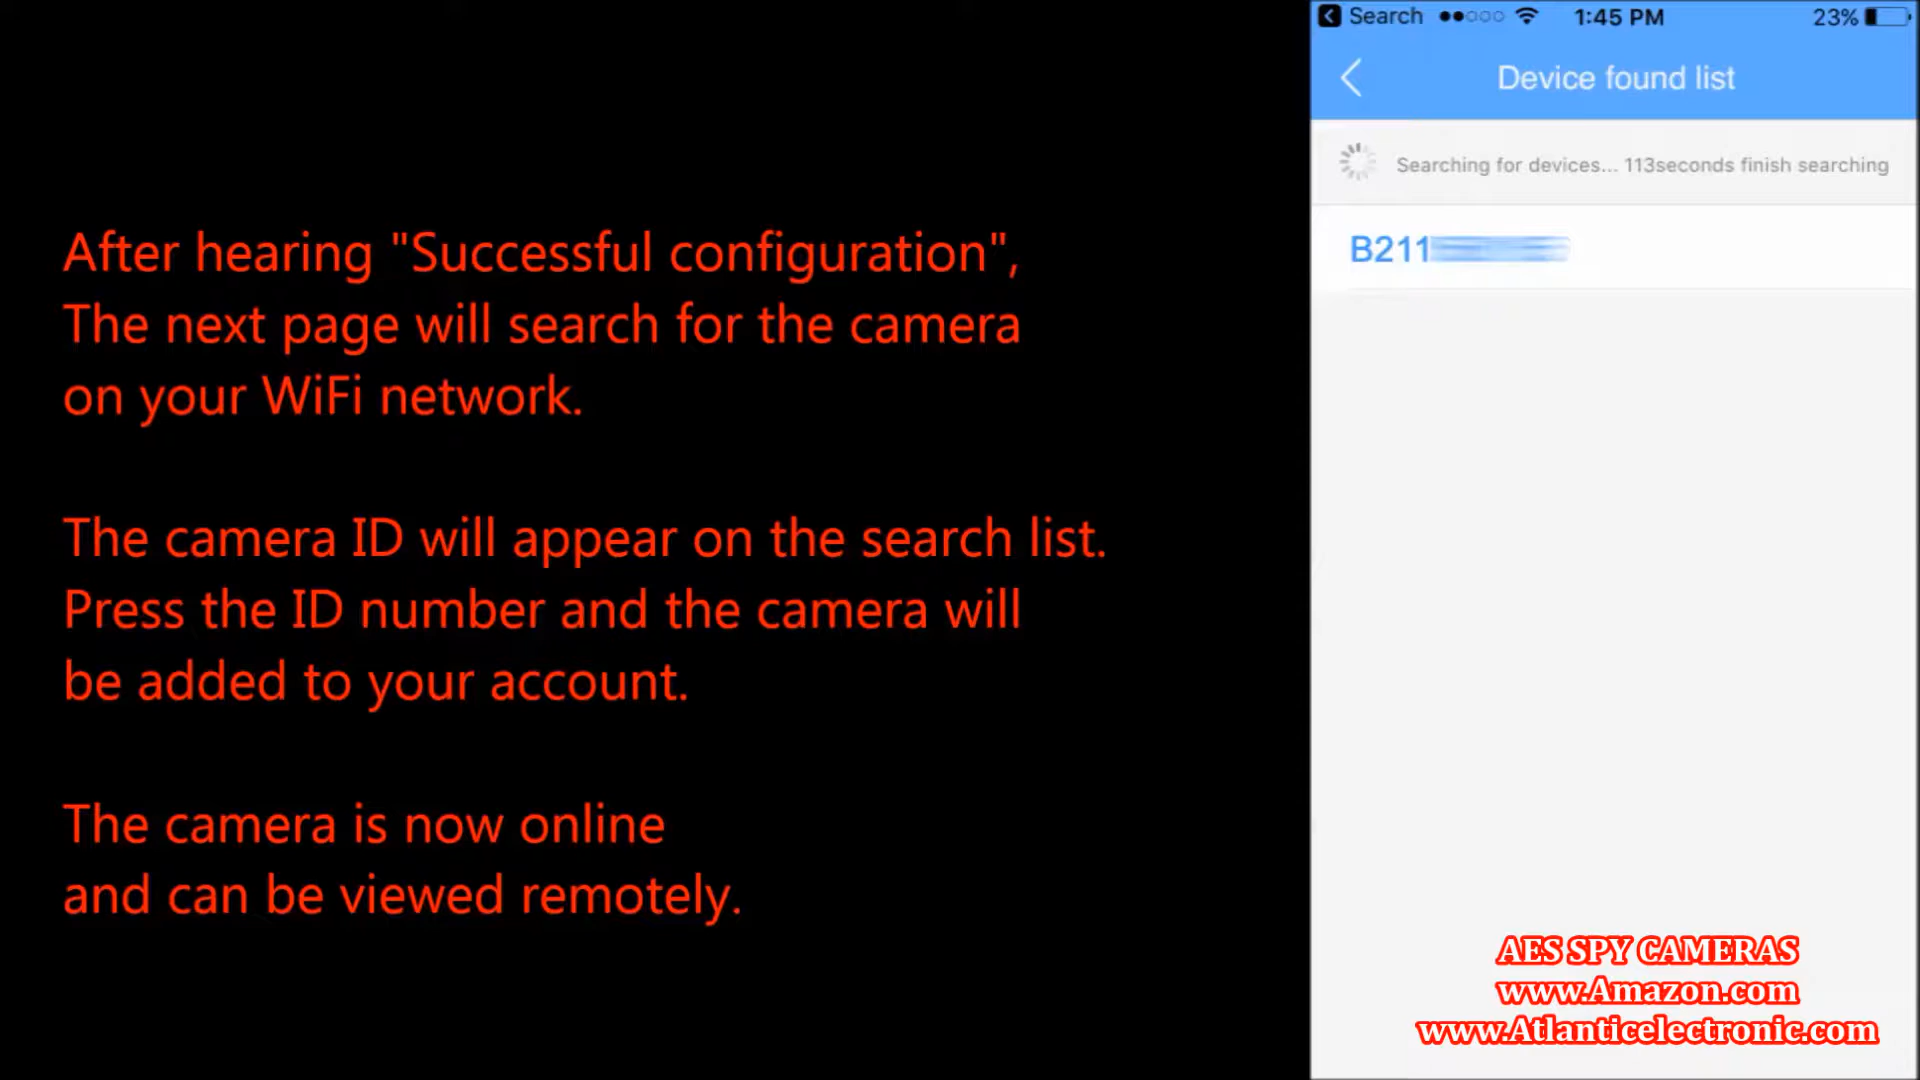 After hearing "Successful configuration",
The next page will search for the camera
on your WiFi network.
The camera ID will appear on the search list.
Press the ID number and the camera will
be added to your account.
The camera is now online
and can be viewed remotely.
Search 1:45 PM 23%
Device found list
Searching for devices... 113seconds finish searching
B211
AES SPY CAMERAS
www.Amazon.com
www.Atlanticelectronic.com